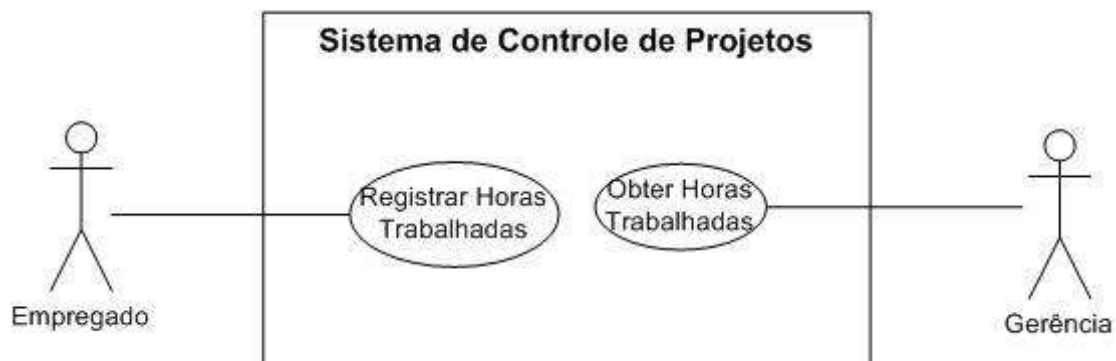 Sistema de Controle de Projetos
Registrar Horas
Trabalhadas
Obter Horas
Trabalhadas
Empregado
Gerência